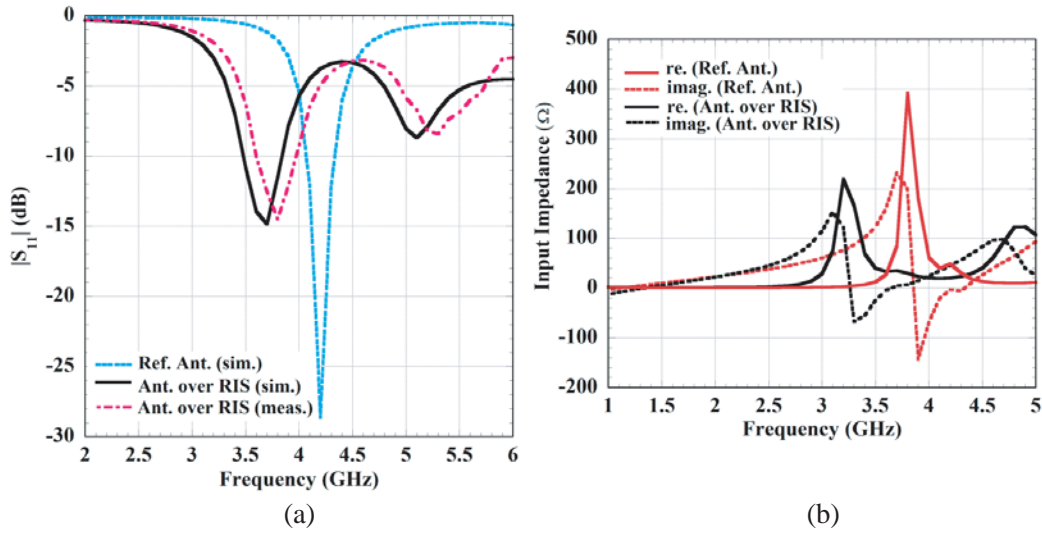 0
-5
-10
-15
-20
-25
-30
|S11| (dB)
Ref. Ant. (sim.)
Ant. over RIS (sim.)
Ant. over RIS (meas.)
2 2.5 3 3.5 4 4.5 5 5.5 6
Frequency (GHz)
(a)
500
400
300
200
100
0
-100
-200
Input Impedance (Ω)
re. (Ref. Ant.)
imag. (Ref. Ant.)
re. (Ant. over RIS)
imag. (Ant. over RIS)
1 1.5 2 2.5 3 3.5 4 4.5 5
Frequency (GHz)
(b)